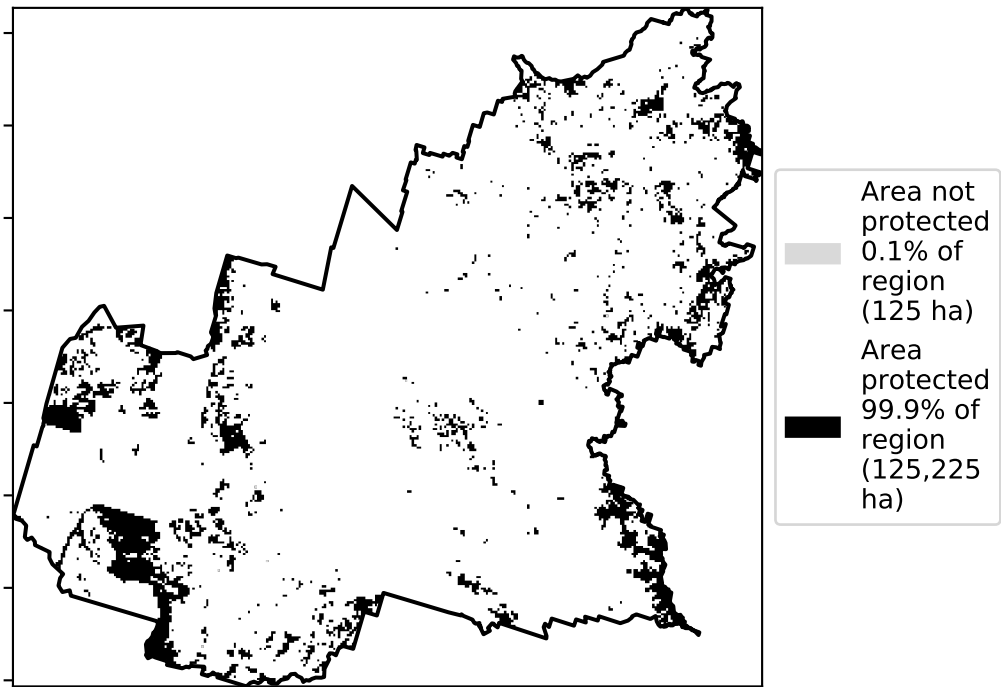 Area not
protected
0.1% of
region
(125 ha)
Area
protected
99.9% of
region
(125,225
ha)